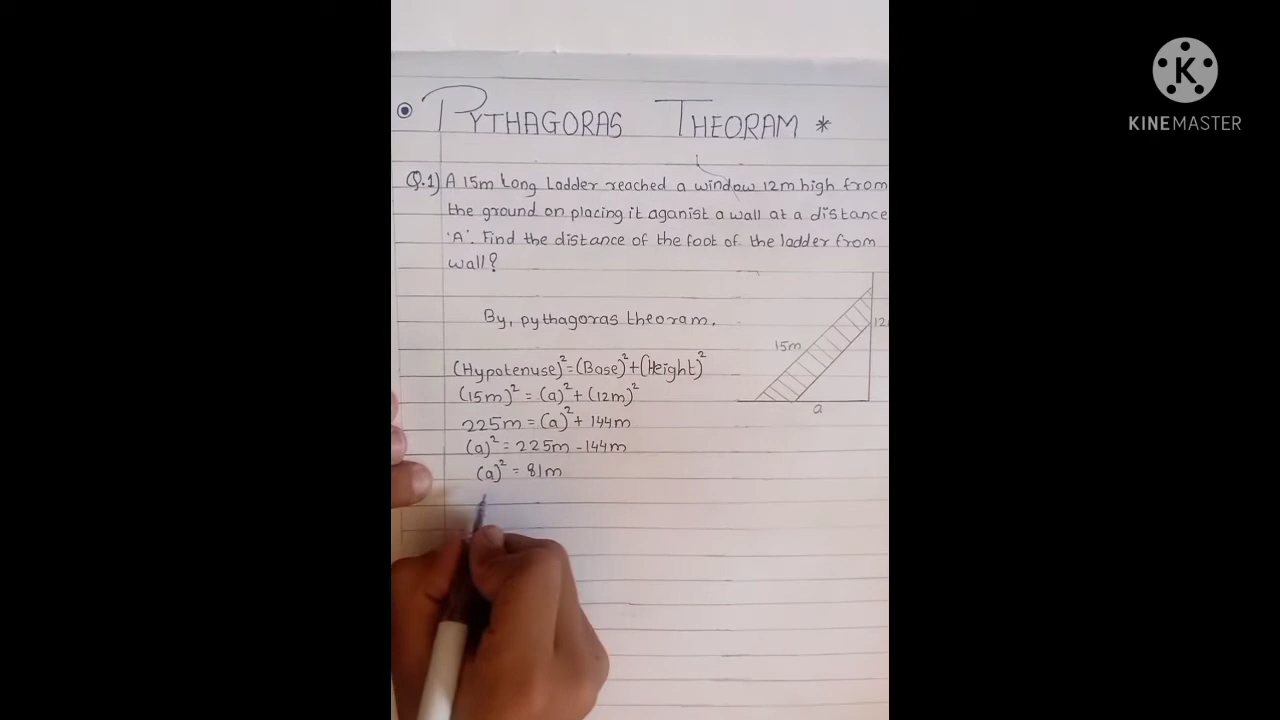 PYTHAGORAS THEORAM *
Q.1) A 15m Long Ladder reached a window 12m high from
the ground on placing it aganist a wall at a distance
'A'. Find the distance of the foot of the ladder from
wall?
By, pythagoras theoram.
(Hypotenuse)² = (Base)² + (Height)²
(15m)² = (a)² + (12m)²
225m = (a)² + 144m
(a)² = 225m - 144m
(a)² = 81m
15m
12
a
K
KINEMASTER